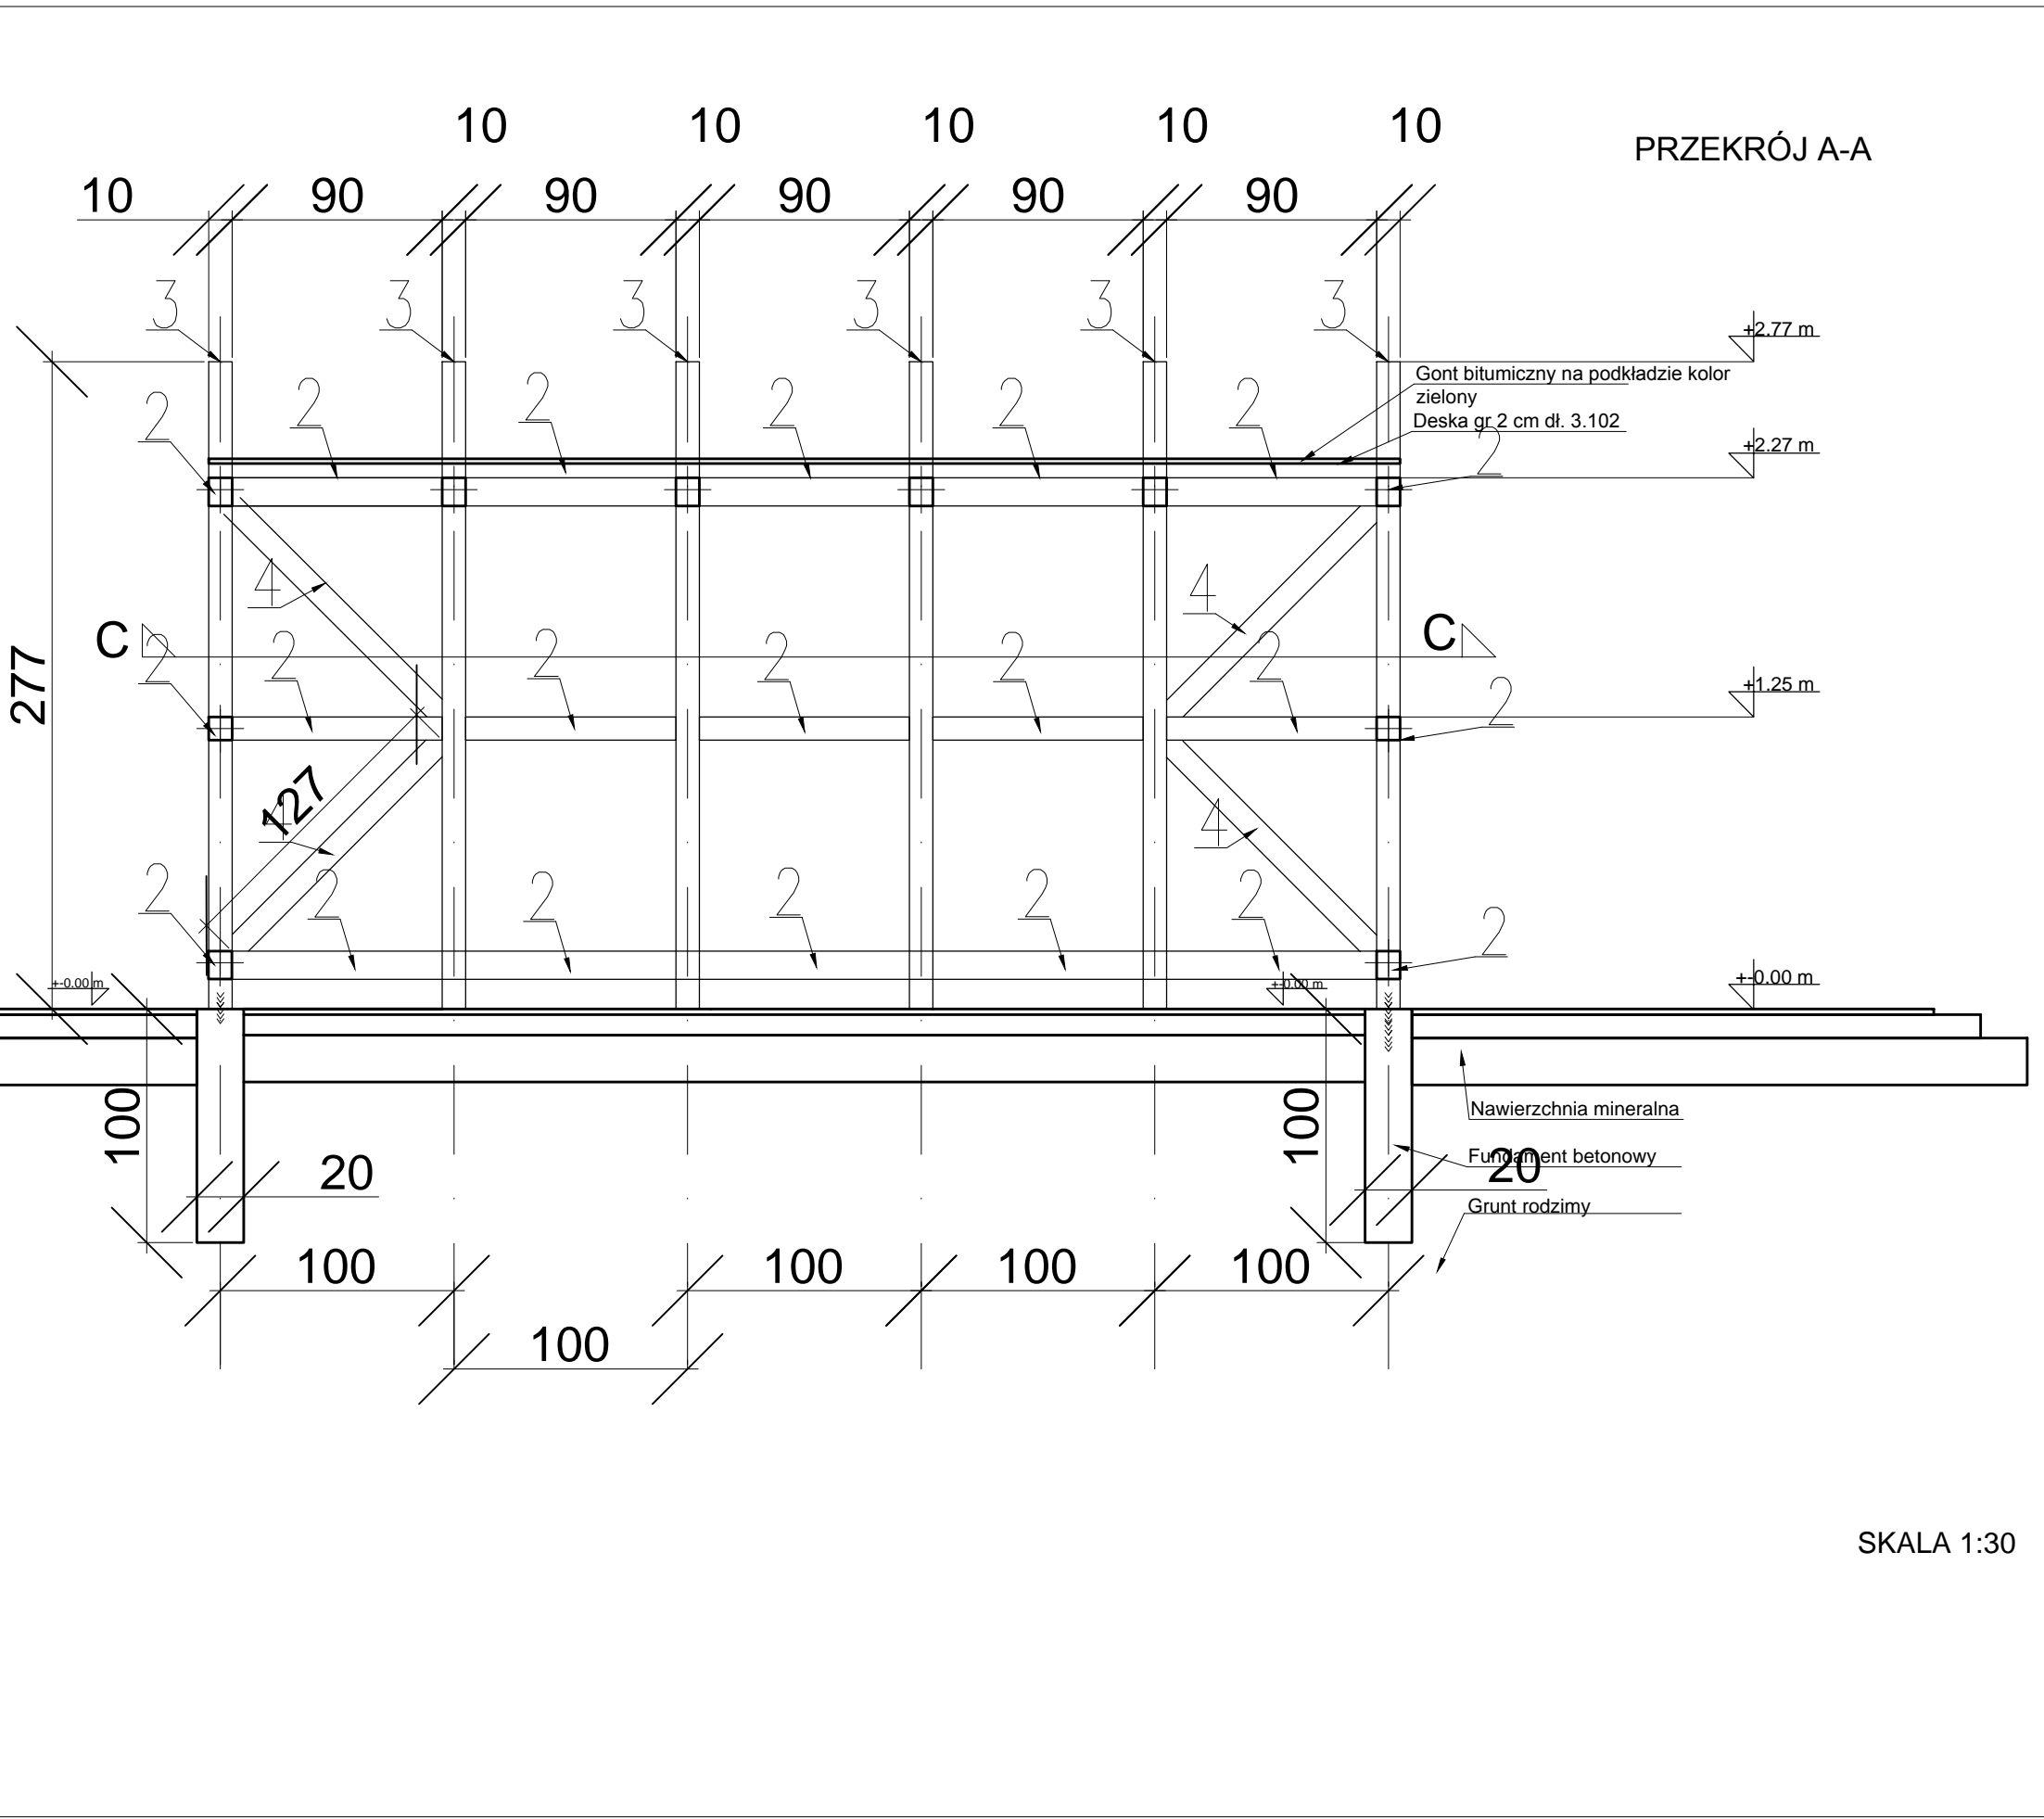 10 10 10 10 10
PRZEKRÓJ A-A
10 90 90 90 90 90
3 3 3 3 3 3
+2.77 m
Gont bitumiczny na podkładzie kolor
zielony
Deska gr 2 cm dł. 3.102
2 2 2 2 2 2 2
+2.27 m
4 4
C C
2 2 2 2 2 2 2
277
+1.25 m
127
4 4
2 2 2 2 2 2 2
+-0.00 m +-0.00 m +-0.00 m
100 100
Nawierzchnia mineralna
Fundament betonowy
20 20
Grunt rodzimy
100 100 100 100
100
SKALA 1:30